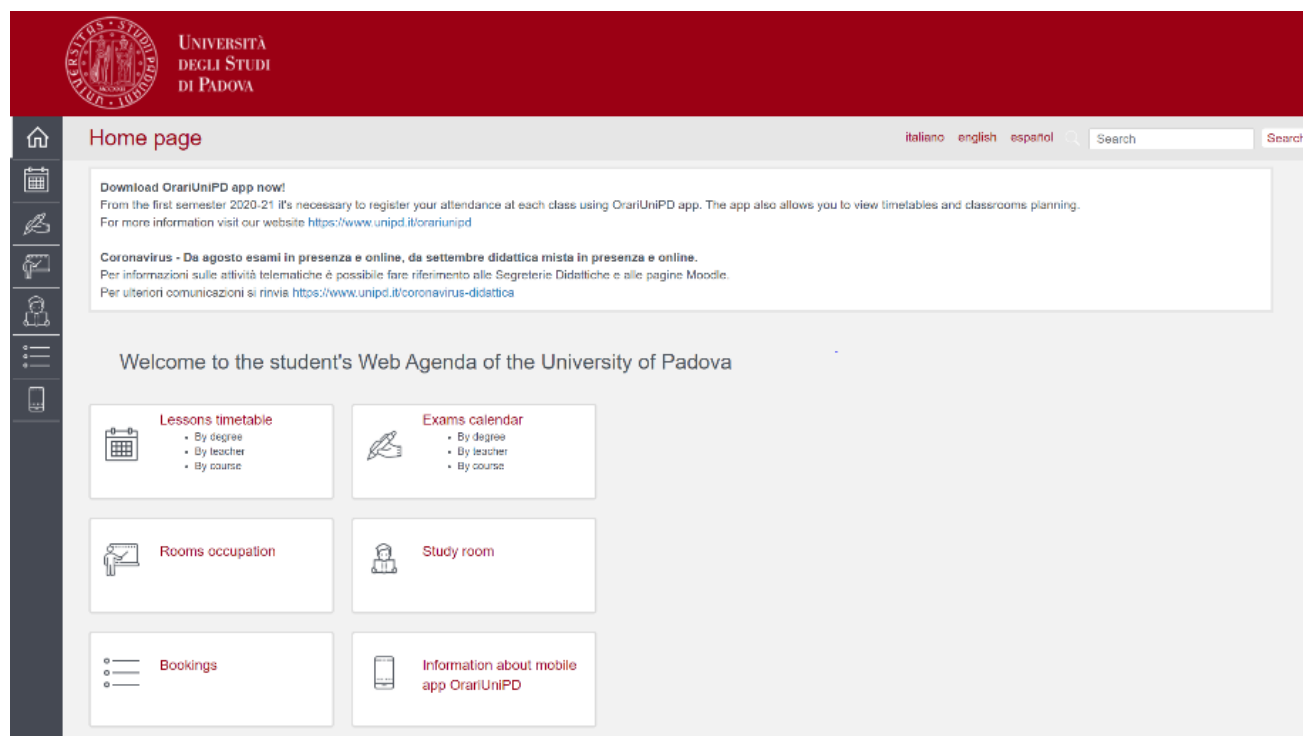 UNIVERSITÀ
DEGLI STUDI
DI PADOVA
Home page
italiano english español Search Search
Download OrariUniPD app now!
From the first semester 2020-21 it's necessary to register your attendance at each class using OrariUniPD app. The app also allows you to view timetables and classrooms planning.
For more information visit our website https://www.unipd.it/orariunipd
Coronavirus - Da agosto esami in presenza e online, da settembre didattica mista in presenza e online.
Per informazioni sulle attività telematiche è possibile fare riferimento alle Segreterie Didattiche e alle pagine Moodle.
Per ulteriori comunicazioni si rinvia https://www.unipd.it/coronavirus-didattica
Welcome to the student's Web Agenda of the University of Padova
Lessons timetable
• By degree
• By teacher
• By course
Exams calendar
• By degree
• By teacher
• By course
Rooms occupation
Study room
Bookings
Information about mobile
app OrariUniPD